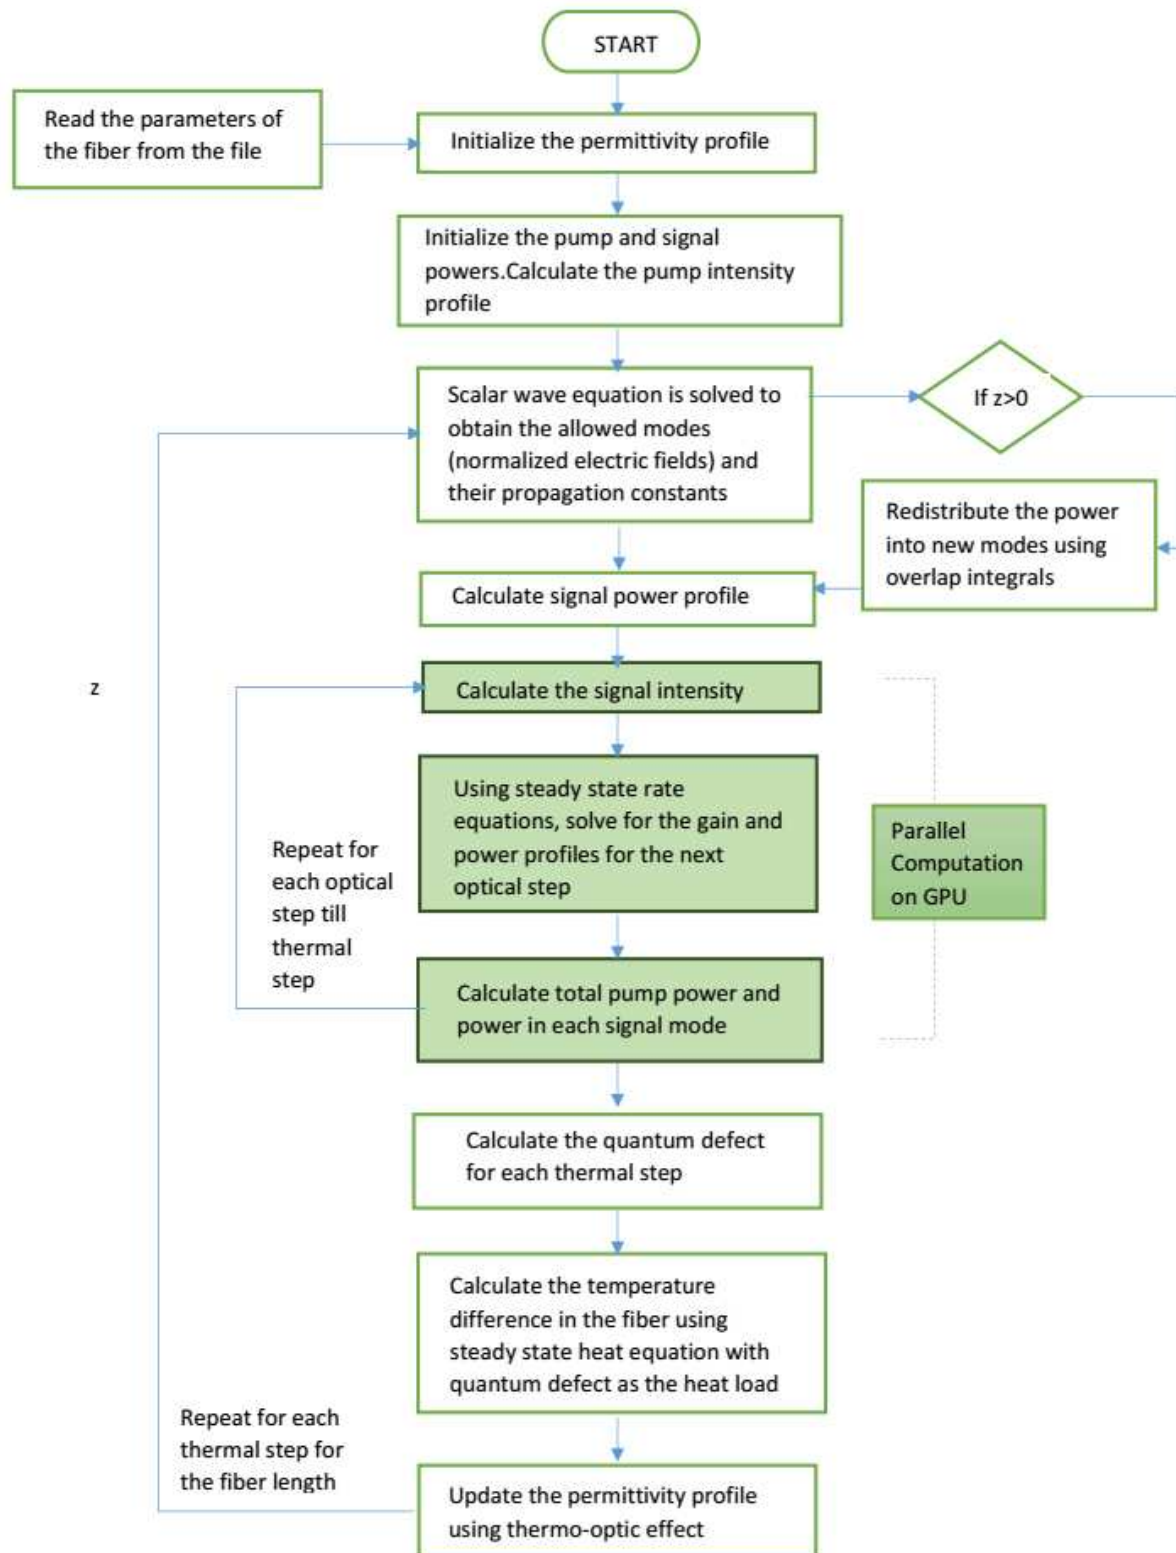 START
Read the parameters of
the fiber from the file
Initialize the permittivity profile
Initialize the pump and signal
powers.Calculate the pump intensity
profile
Scalar wave equation is solved to
obtain the allowed modes
(normalized electric fields) and
their propagation constants
If z>0
Redistribute the power
into new modes using
overlap integrals
Calculate signal power profile
z
Calculate the signal intensity
Using steady state rate
equations, solve for the gain and
power profiles for the next
optical step
Repeat for
each optical
step till
thermal
step
Parallel
Computation
on GPU
Calculate total pump power and
power in each signal mode
Calculate the quantum defect
for each thermal step
Calculate the temperature
difference in the fiber using
steady state heat equation with
quantum defect as the heat load
Repeat for each
thermal step for
the fiber length
Update the permittivity profile
using thermo-optic effect